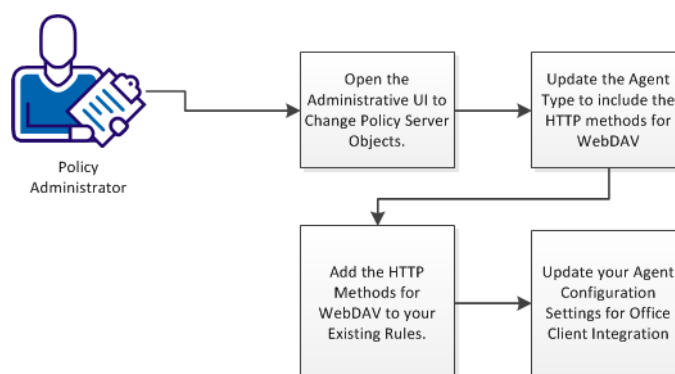 Policy
Administrator
Open the
Administrative UI to
Change Policy Server
Objects.
Update the Agent
Type to include the
HTTP methods for
WebDAV
Add the HTTP
Methods for
WebDAV to your
Existing Rules.
Update your Agent
Configuration
Settings for Office
Client Integration